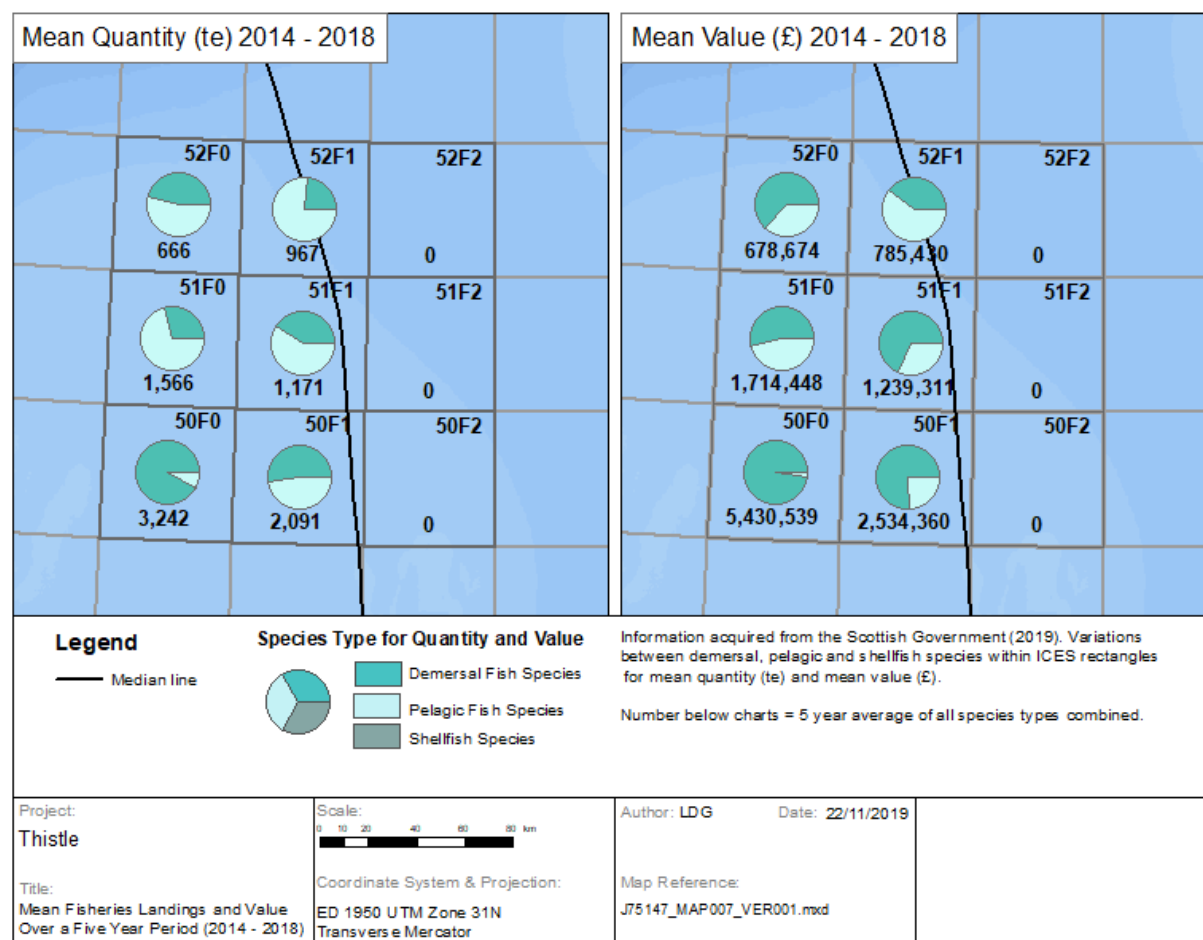 Mean Quantity (te) 2014 - 2018
52F0 52F1 52F2
666 967 0
51F0 51F1 51F2
1,566 1,171 0
50F0 50F1 50F2
3,242 2,091 0
Mean Value (£) 2014 - 2018
52F0 52F1 52F2
678,674 785,430 0
51F0 51F1 51F2
1,714,448 1,239,311 0
50F0 50F1 50F2
5,430,539 2,534,360 0
Legend
Median line
Species Type for Quantity and Value
Demersal Fish Species
Pelagic Fish Species
Shellfish Species
Information acquired from the Scottish Government (2019). Variations
between demersal, pelagic and shellfish species within ICES rectangles
for mean quantity (te) and mean value (£).
Number below charts = 5 year average of all species types combined.
Project:
Thistle
Title:
Mean Fisheries Landings and Value
Over a Five Year Period (2014 - 2018)
Scale:
0 10 20 40 60 80 km
Coordinate System & Projection:
ED 1950 UTM Zone 31N
Transverse Mercator
Author: LDG Date: 22/11/2019
Map Reference:
J75147_MAP007_VER001.mxd